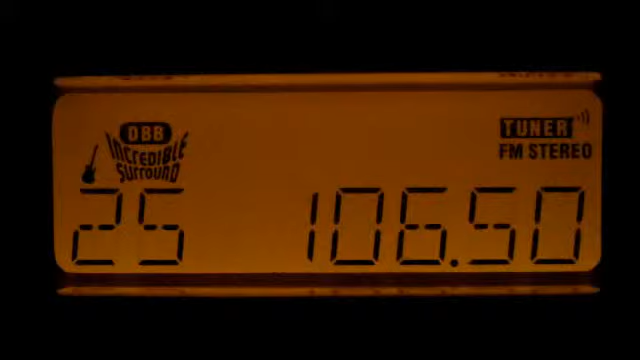 DBB
INCREDIBLE
SURROUND
TUNER
FM STEREO
25 106.50